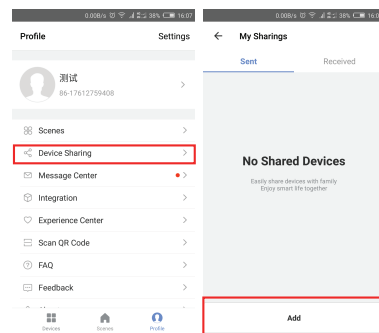 0.00B/s 38% 16:07
Profile
Settings
测试
86-17612759408
Scenes
Device Sharing
Message Center
Integration
Experience Center
Scan QR Code
FAQ
Feedback
Devices
Scenes
Profile
0.00B/s 38% 16:0
My Sharings
Sent
Received
No Shared Devices
Easily share devices with family
Enjoy smart life together
Add